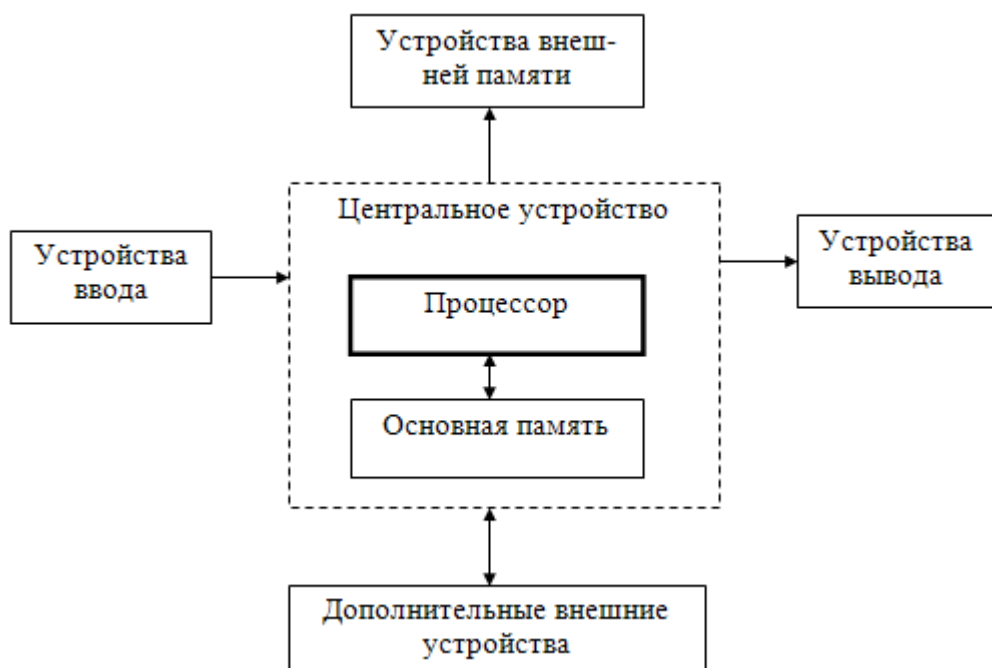 Устройства внеш-
ней памяти
Центральное устройство
Устройства
ввода
Устройства
вывода
Процессор
Основная память
Дополнительные внешние
устройства